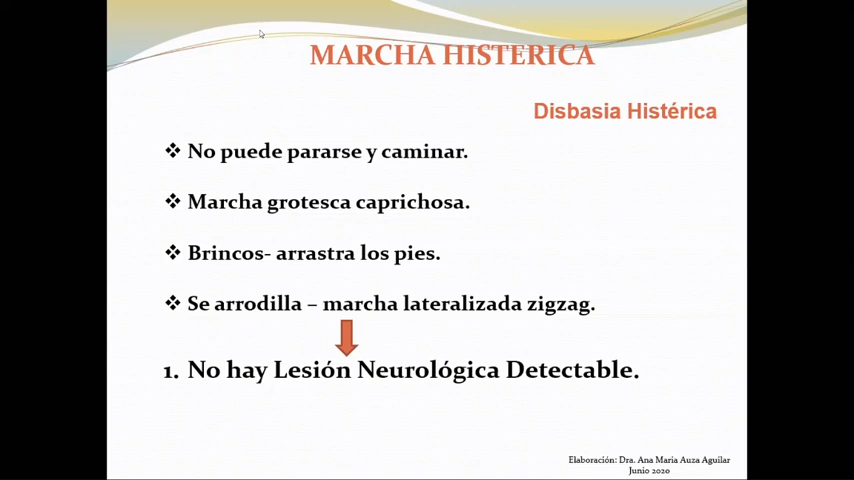 MARCHA HISTERICA
Disbasia Histérica
❖ No puede pararse y caminar.
❖ Marcha grotesca caprichosa.
❖ Brincos- arrastra los pies.
❖ Se arrodilla – marcha lateralizada zigzag.
1. No hay Lesión Neurológica Detectable.
Elaboración: Dra. Ana María Auza Aguilar
Junio 2020